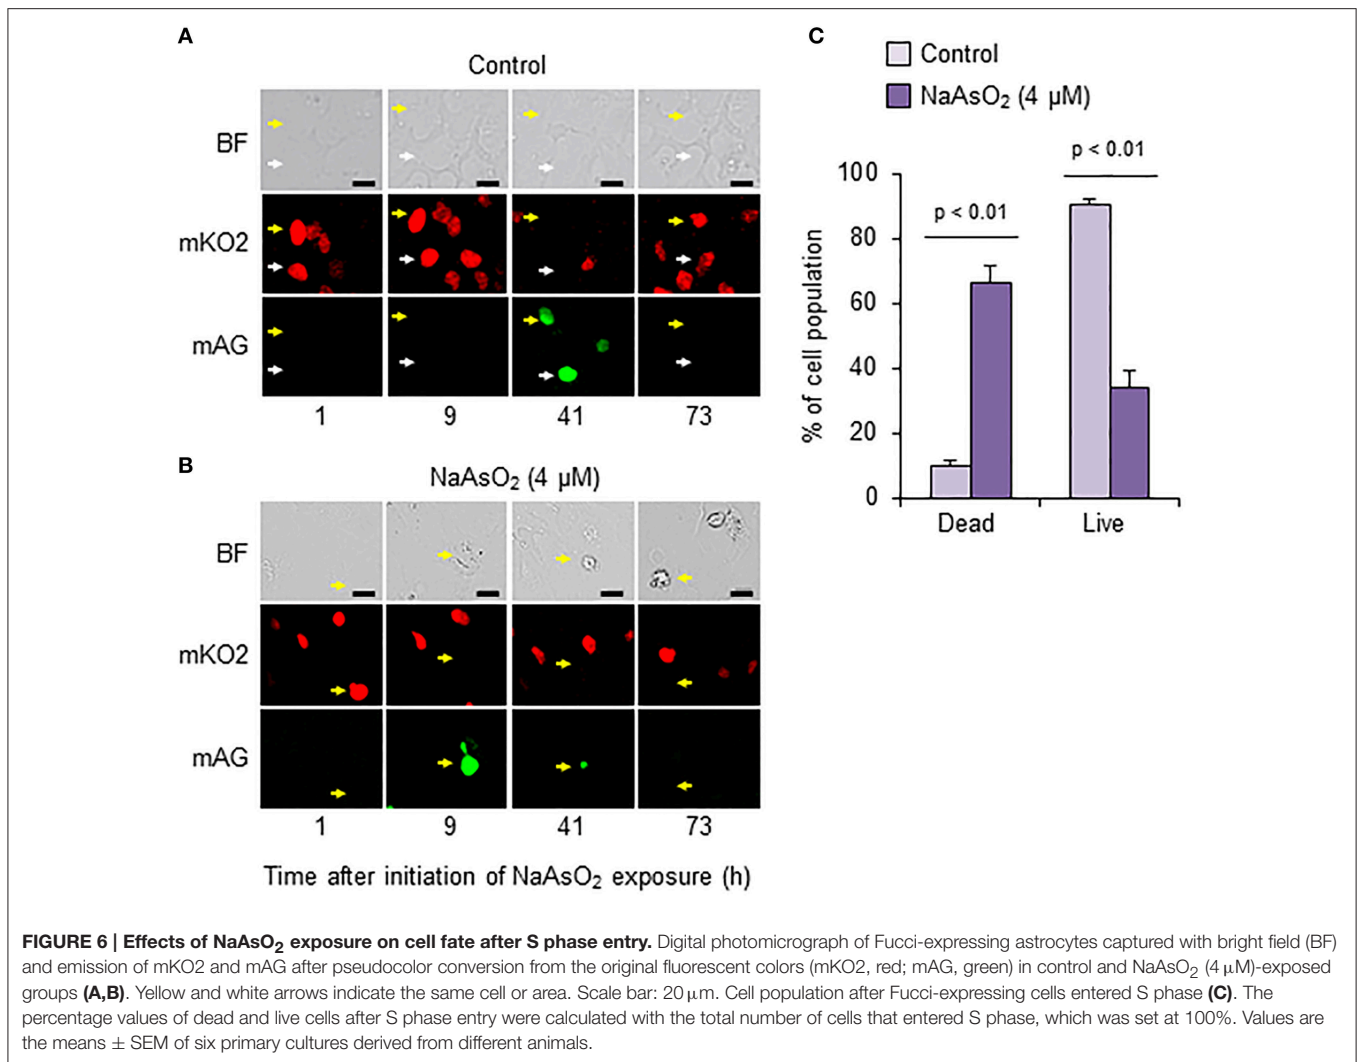 A
Control
BF
mKO2
mAG
1 9 41 73
B
NaAsO2 (4 μM)
BF
mKO2
mAG
1 9 41 73
Time after initiation of NaAsO2 exposure (h)
C
Control
NaAsO2 (4 μM)
p < 0.01
p < 0.01
100
80
60
40
20
0
% of cell population
Dead Live
FIGURE 6 | Effects of NaAsO2 exposure on cell fate after S phase entry. Digital photomicrograph of Fucci-expressing astrocytes captured with bright field (BF)
and emission of mKO2 and mAG after pseudocolor conversion from the original fluorescent colors (mKO2, red; mAG, green) in control and NaAsO2 (4 μM)-exposed
groups (A,B). Yellow and white arrows indicate the same cell or area. Scale bar: 20 μm. Cell population after Fucci-expressing cells entered S phase (C). The
percentage values of dead and live cells after S phase entry were calculated with the total number of cells that entered S phase, which was set at 100%. Values are
the means ± SEM of six primary cultures derived from different animals.